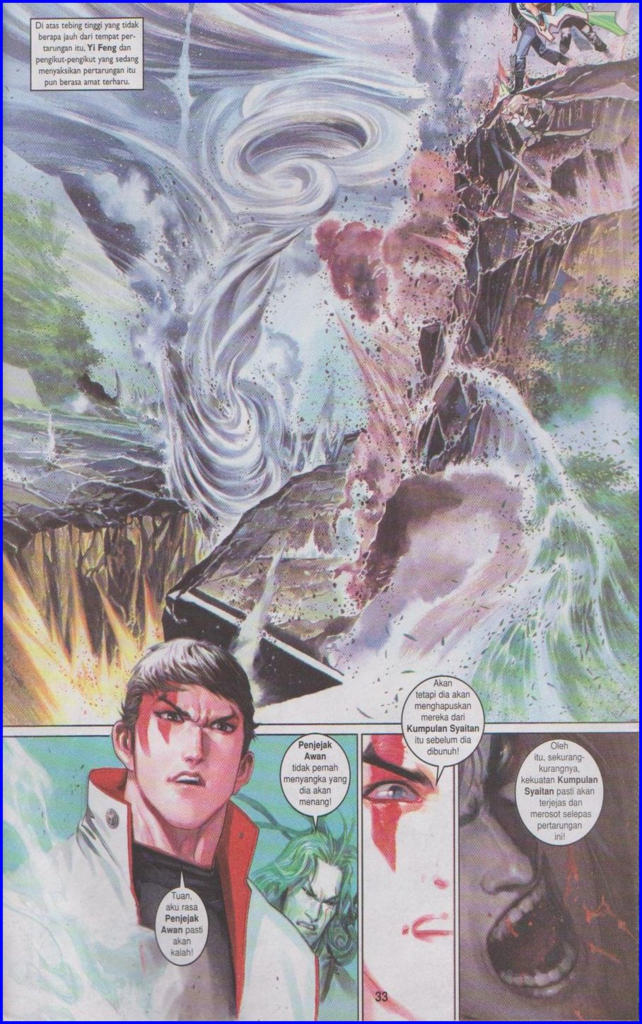 Di atas tebing tinggi yang tidak
berapa jauh dari tempat per-
tarungan itu, Yi Feng dan
pengikut-pengikut yang sedang
menyaksikan pertarungan itu
pun berasa amat terharu.
Tuan,
aku rasa
Penjejak
Awan pasti
akan
kalah!
Penjejak
Awan
tidak pernah
menyangka yang
dia akan
menang!
Akan
tetapi dia akan
menghapuskan
mereka dari
Kumpulan Syaitan
itu sebelum dia
dibunuh!
Oleh
itu, sekurang-
kurangnya,
kekuatan Kumpulan
Syaitan pasti akan
terjejas dan
merosot selepas
pertarungan
ini!
33